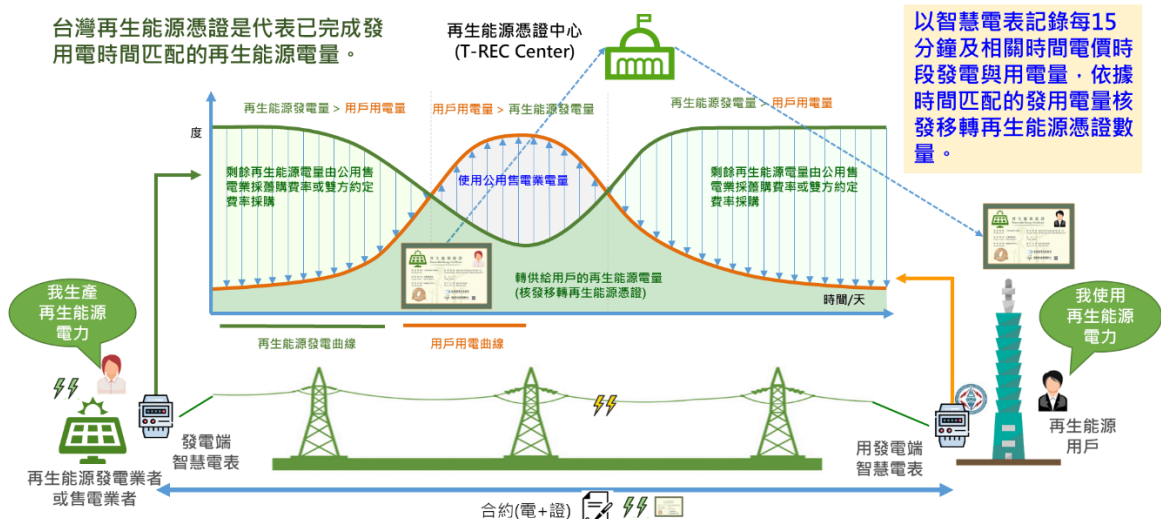 台灣再生能源憑證是代表已完成發
用電時間匹配的再生能源電量。
再生能源憑證中心
(T-REC Center)
以智慧電表記錄每15
分鐘及相關時間電價時
段發電與用電量，依據
時間匹配的發用電量核
發移轉再生能源憑證數
量。
再生能源發電量 > 用戶用電量
用戶用電量 > 再生能源發電量
再生能源發電量 > 用戶用電量
度
剩餘再生能源電量由公用售
電業採躉購費率或雙方約定
費率採購
使用公用售電業電量
剩餘再生能源電量由公用售
電業採躉購費率或雙方約定
費率採購
轉供給用戶的再生能源電量
(核發移轉再生能源憑證)
時間/天
再生能源發電曲線
用戶用電曲線
我生產
再生能源
電力
我使用
再生能源
電力
發電端
智慧電表
用發電端
智慧電表
再生能源
用戶
再生能源發電業者
或售電業者
合約(電+證)